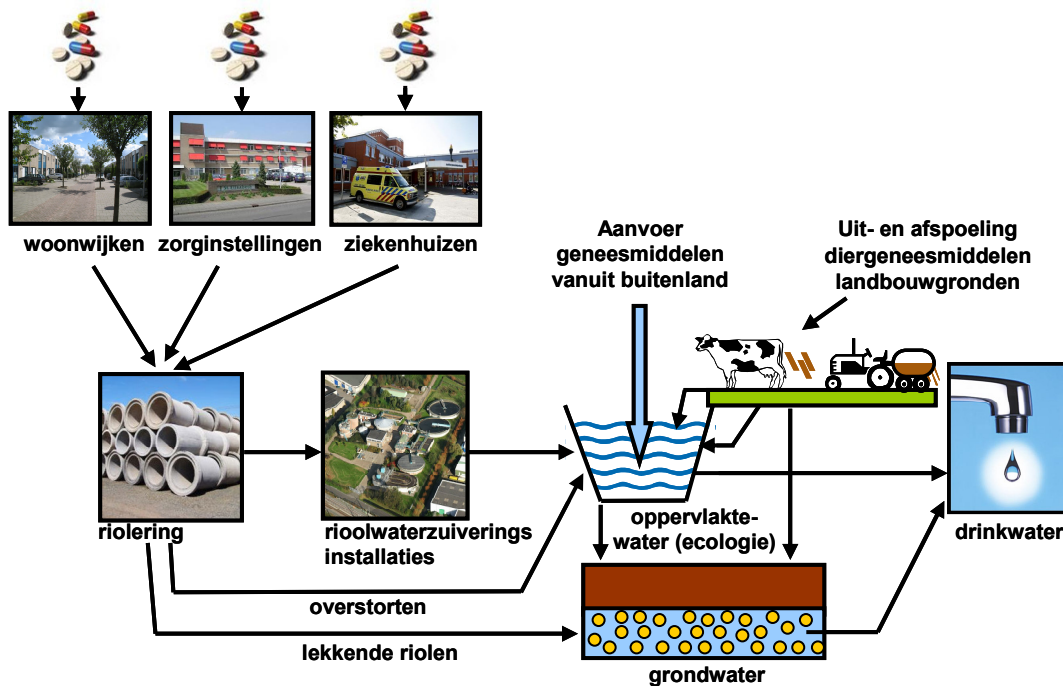 woonwijken
zorginstellingen
ziekenhuizen
Aanvoer
geneesmiddelen
vanuit buitenland
Uit- en afspoeling
diergeneesmiddelen
landbouwgronden
riolering
rioolwaterzuiverings
installaties
oppervlakte-
water (ecologie)
drinkwater
overstorten
lekkende riolen
grondwater